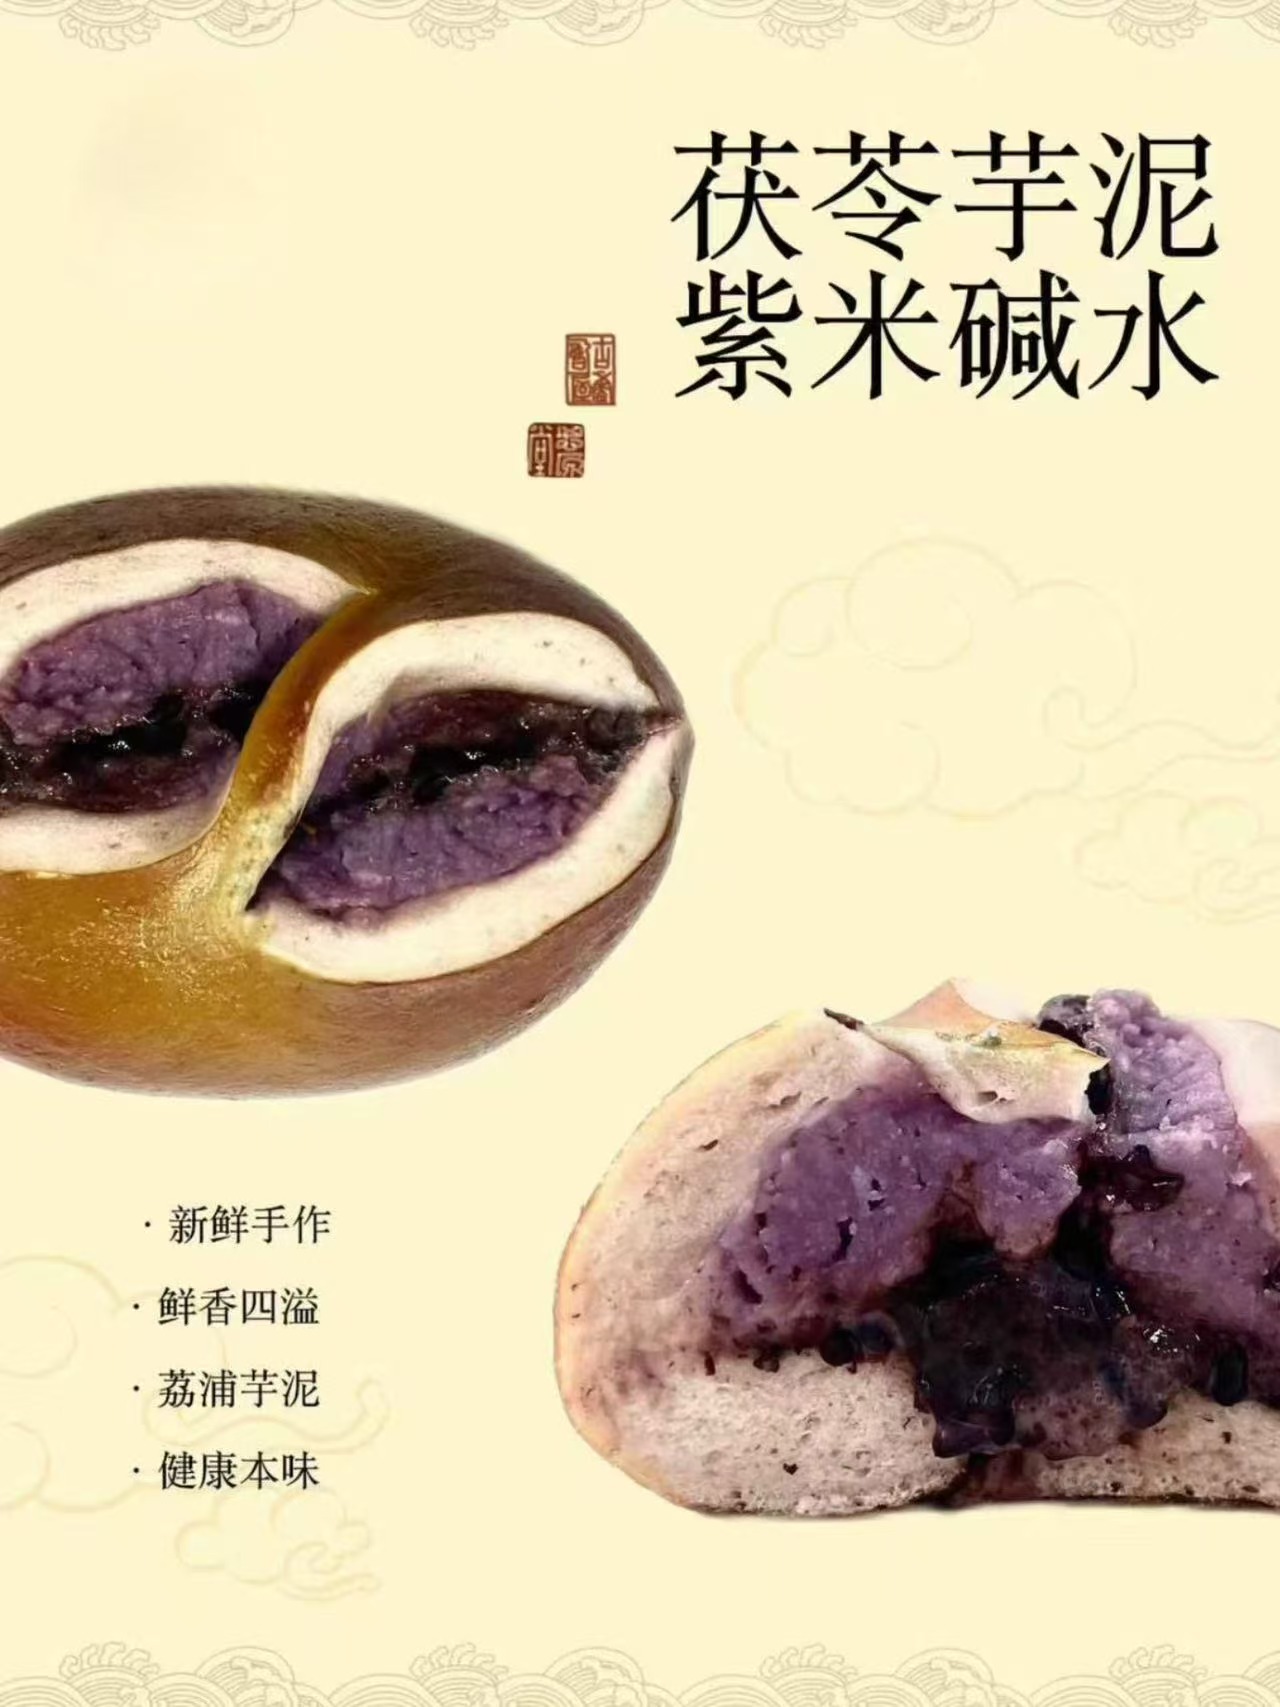 茯苓芋泥
紫米碱水
· 新鲜手作
· 鲜香四溢
· 荔浦芋泥
· 健康本味